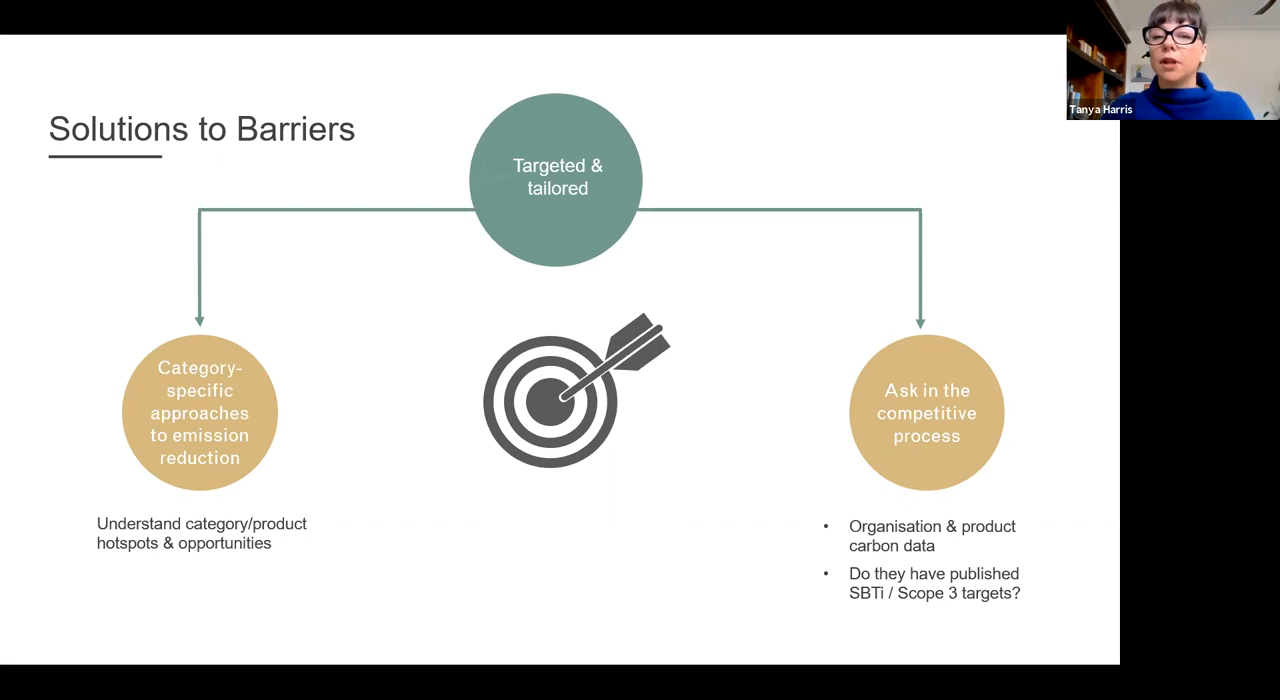 Tanya Harris
Solutions to Barriers
Targeted &
tailored
Category-
specific
approaches
to emission
reduction
Understand category/product
hotspots & opportunities
Ask in the
competitive
process
• Organisation & product
carbon data
• Do they have published
SBTi / Scope 3 targets?